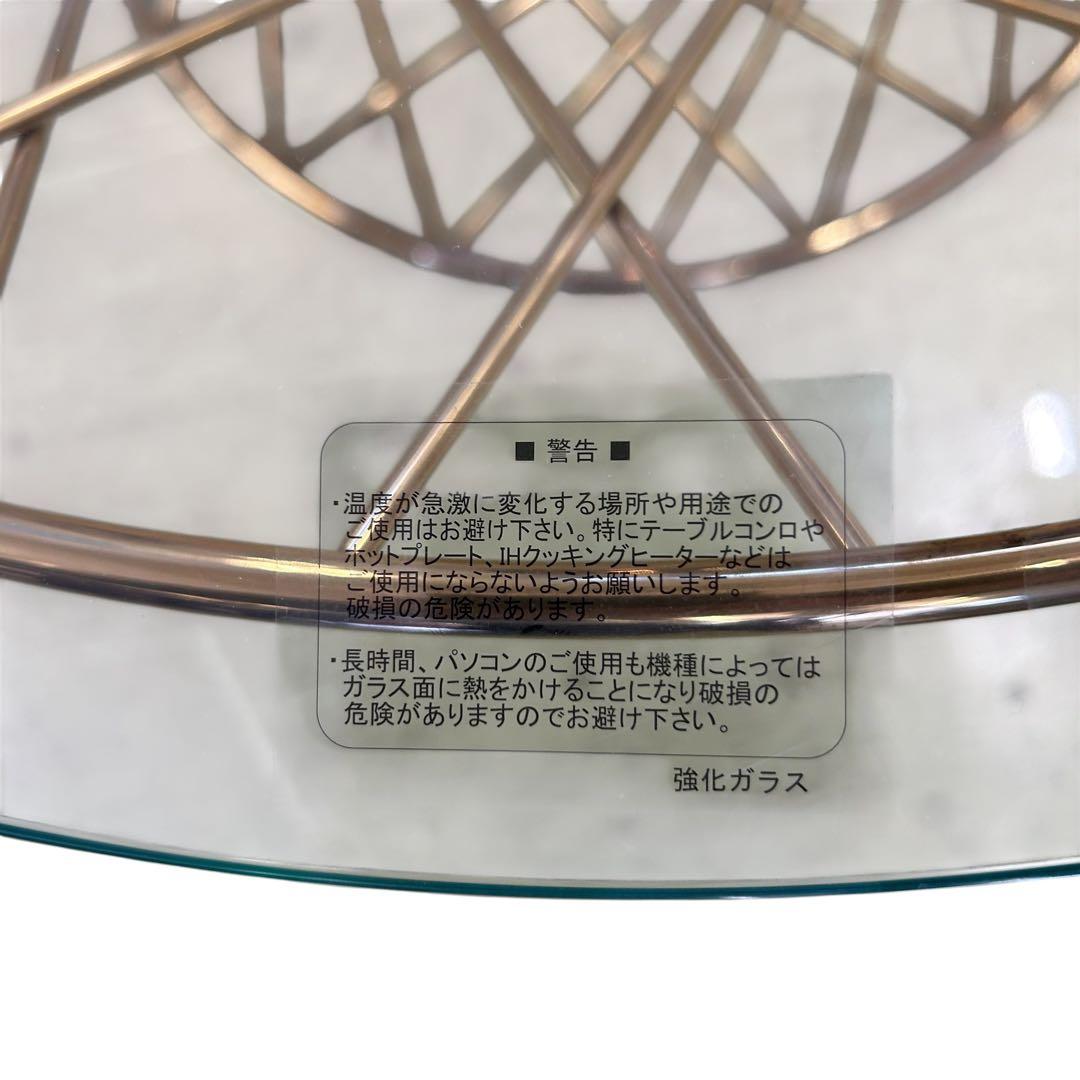 ■ 警告 ■
・温度が急激に変化する場所や用途での
ご使用はお避け下さい。特にテーブルコンロや
ホットプレート、IHクッキングヒーターなどは
ご使用にならないようお願いします。
破損の危険があります。
・長時間、パソコンのご使用も機種によっては
ガラス面に熱をかけることになり破損の
危険がありますのでお避け下さい。
強化ガラス